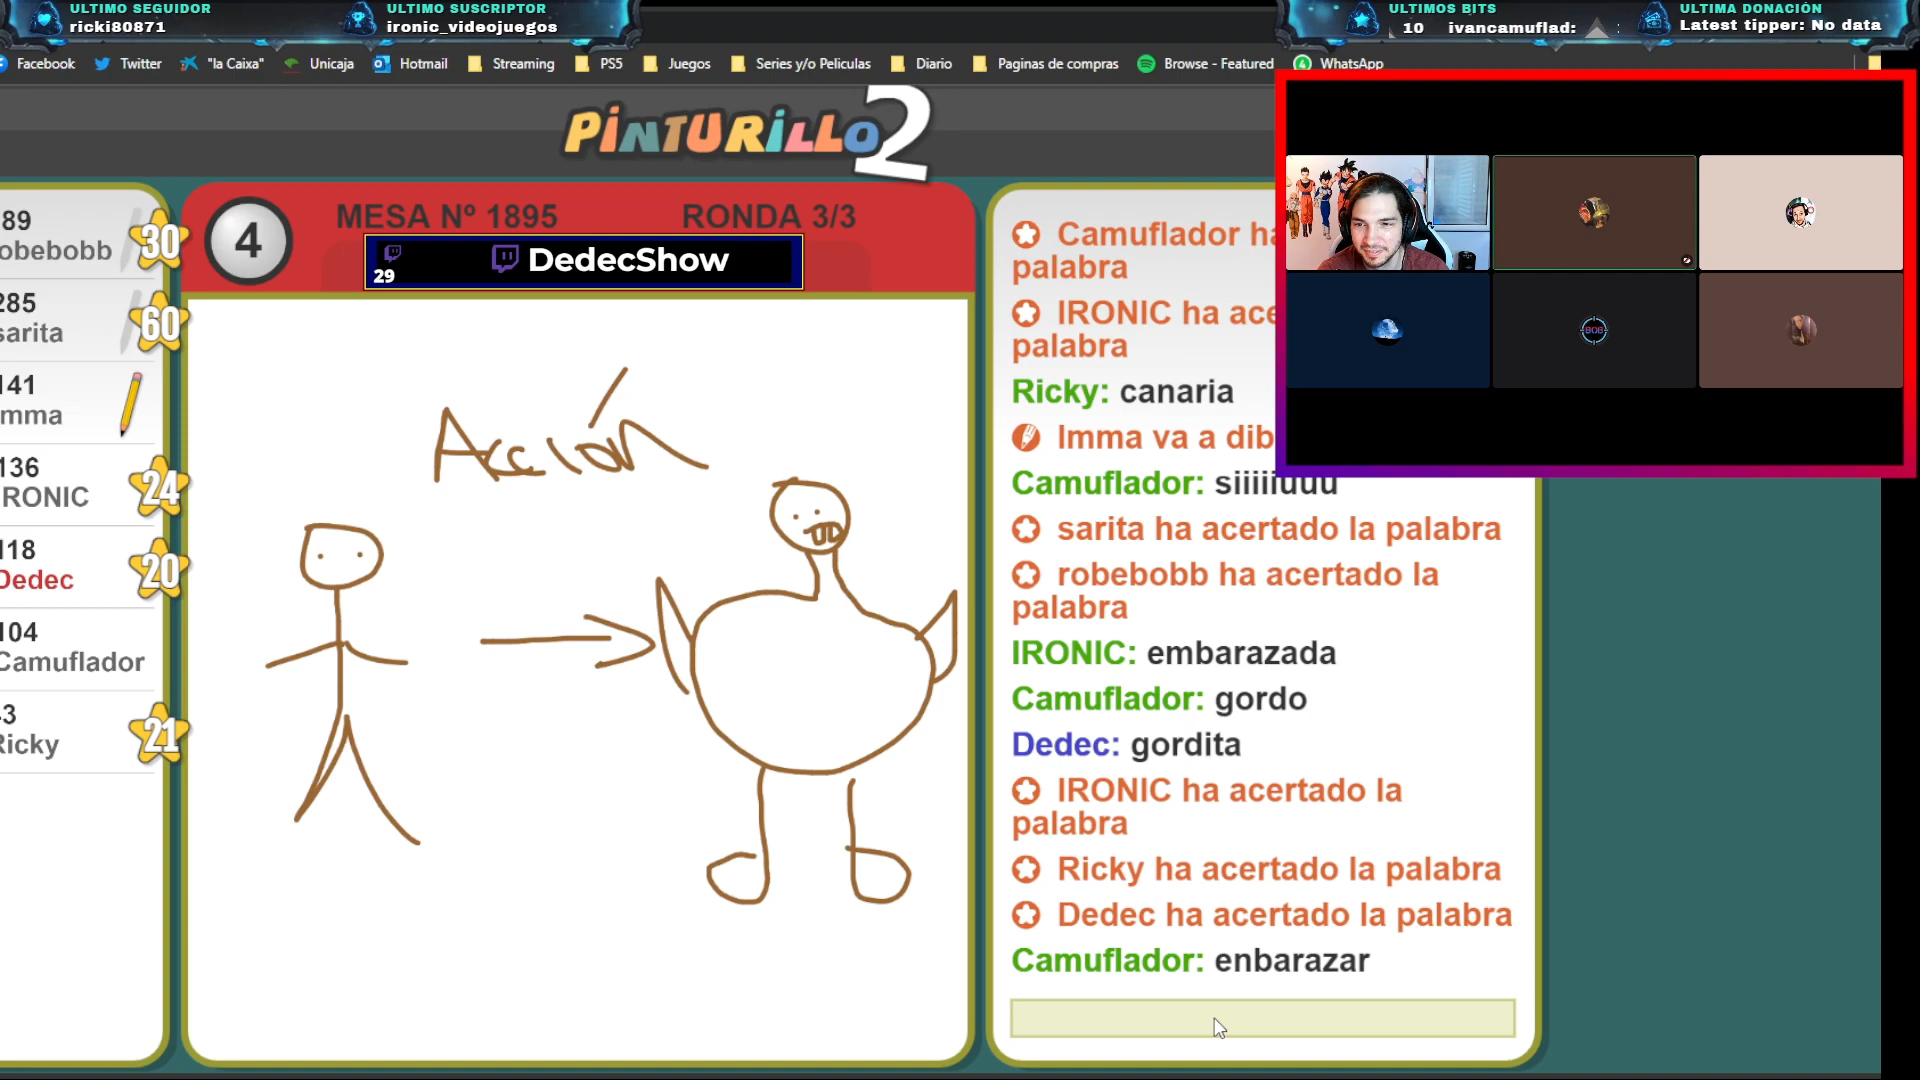 ULTIMO SEGUIDOR
ricki80871
ULTIMO SUSCRIPTOR
ironic_videojuegos
ULTIMOS BITS
10 ivancamuflad: :
ULTIMA DONACIÓN
Latest tipper: No data
Facebook Twitter "la Caixa" Unicaja Hotmail Streaming PS5 Juegos Series y/o Peliculas Diario Paginas de compras Browse - Featured 4 WhatsApp
PINTURILLO 2
4
MESA Nº 1895 RONDA 3/3
29 DedecShow
89
obebobb
30
285
sarita
60
141
mma
136
RONIC
24
118
Dedec
20
104
Camuflador
3
Ricky
21
Acción
Camuflador ha
palabra
IRONIC ha ace
palabra
Ricky: canaria
Imma va a dib
Camuflador: siiiiiuuu
sarita ha acertado la palabra
robebobb ha acertado la
palabra
IRONIC: embarazada
Camuflador: gordo
Dedec: gordita
IRONIC ha acertado la
palabra
Ricky ha acertado la palabra
Dedec ha acertado la palabra
Camuflador: enbarazar
BOB